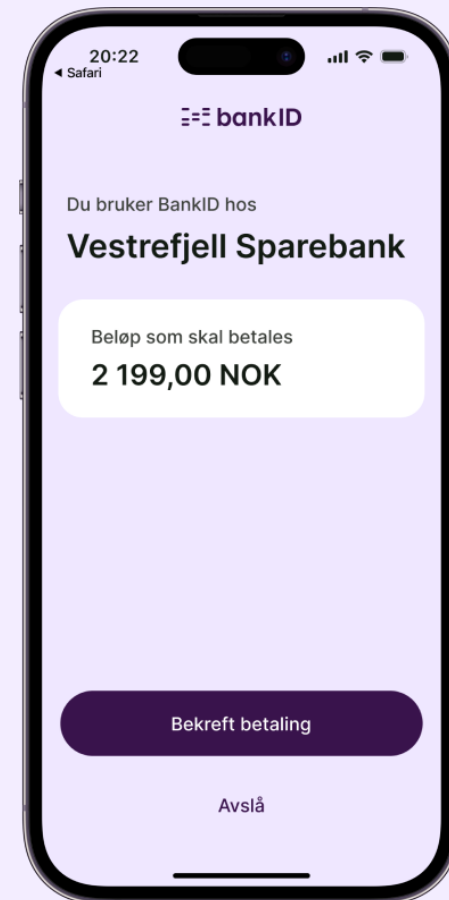 20:22
◀ Safari
bankID
Du bruker BankID hos
Vestrefjell Sparebank
Beløp som skal betales
2 199,00 NOK
Bekreft betaling
Avslå